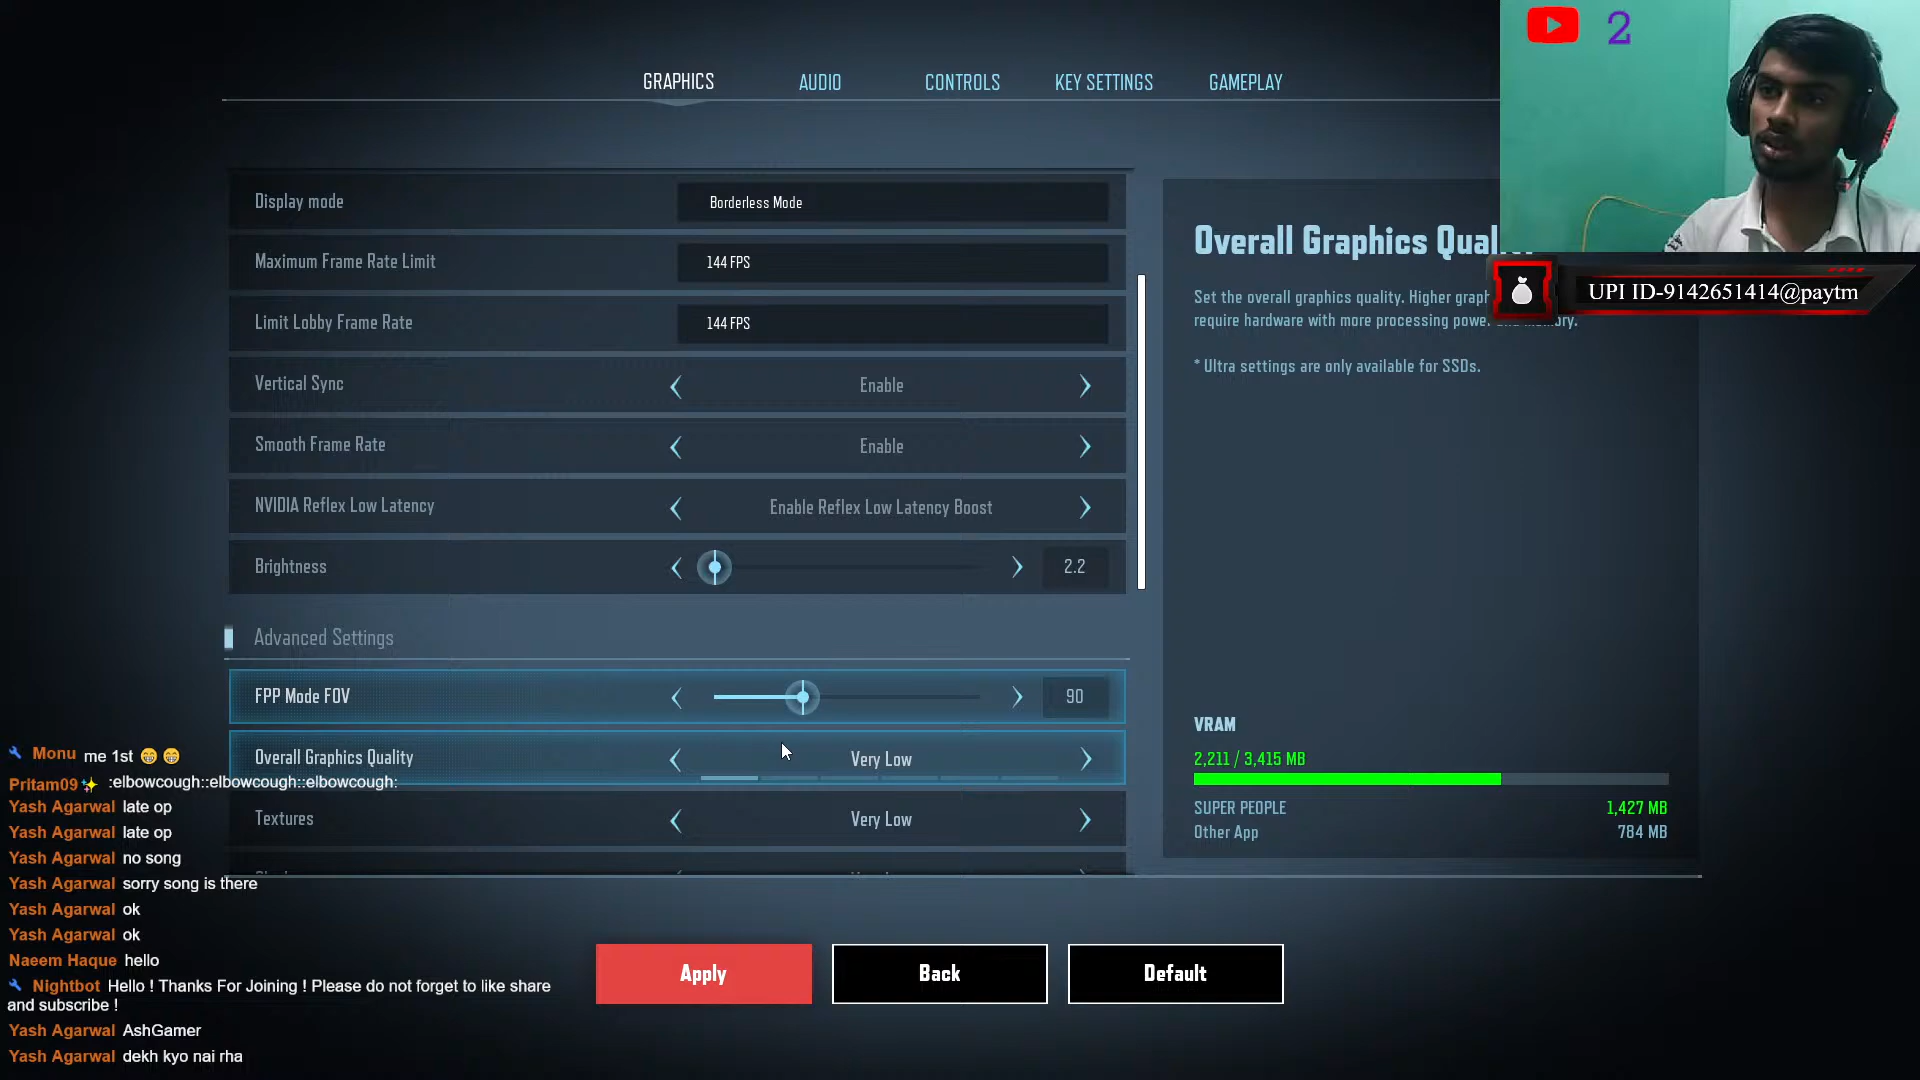 2
GRAPHICS
AUDIO
CONTROLS
KEY SETTINGS
GAMEPLAY
Display mode
Borderless Mode
Maximum Frame Rate Limit
144 FPS
Limit Lobby Frame Rate
144 FPS
Vertical Sync
Enable
Smooth Frame Rate
Enable
NVIDIA Reflex Low Latency
Enable Reflex Low Latency Boost
Brightness
2.2
Advanced Settings
FPP Mode FOV
90
Overall Graphics Quality
Very Low
Textures
Very Low
Overall Graphics
Set the overall graphics quality. Higher
require hardware with more processing
* Ultra settings are only available for SSDs.
UPI ID-9142651414@paytm
VRAM
2,211 / 3,415 MB
SUPER PEOPLE
1,427 MB
Other App
784 MB
Monu me 1st 😁😁
Pritam09✨ :elbowcough::elbowcough::elbowcough:
Yash Agarwal late op
Yash Agarwal late op
Yash Agarwal no song
Yash Agarwal sorry song is there
Yash Agarwal ok
Yash Agarwal ok
Naeem Haque hello
Nightbot Hello ! Thanks For Joining ! Please do not forget to like share
and subscribe !
Yash Agarwal AshGamer
Yash Agarwal dekh kyo nai rha
Apply
Back
Default